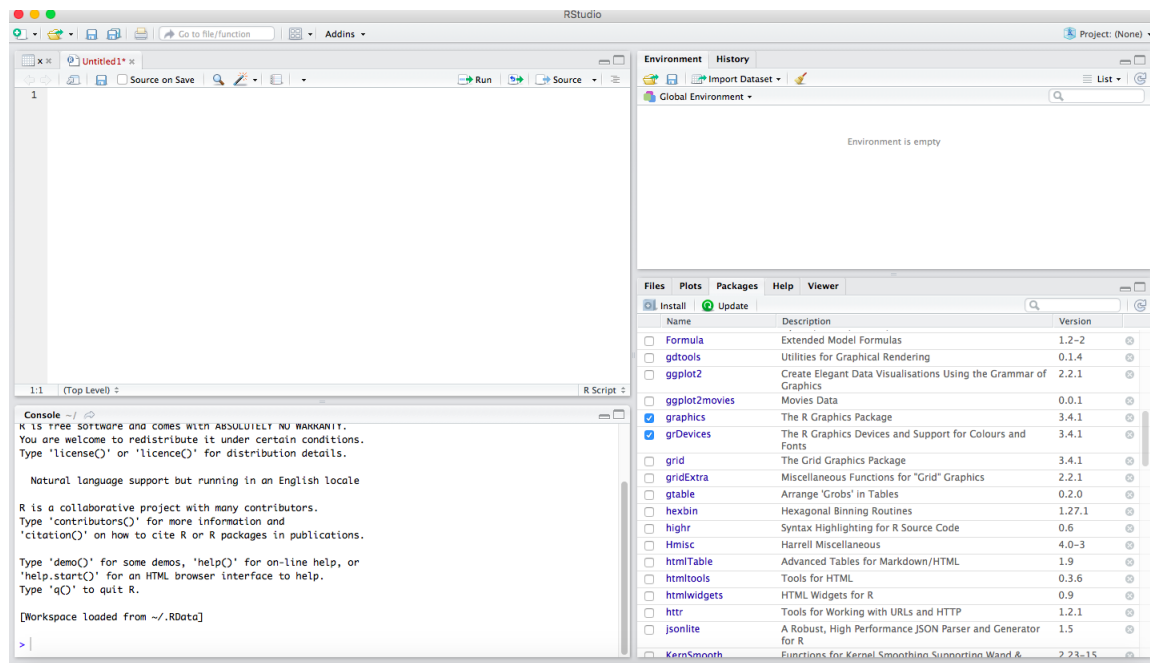 RStudio
Go to file/function
Addins
Project: (None)
x
Untitled1*
Source on Save
Run
Source
1
1:1 (Top Level)
R Script
Console ~/
R is free software and comes with ABSOLUTELY NO WARRANTY.
You are welcome to redistribute it under certain conditions.
Type 'license()' or 'licence()' for distribution details.
Natural language support but running in an English locale
R is a collaborative project with many contributors.
Type 'contributors()' for more information and
'citation()' on how to cite R or R packages in publications.
Type 'demo()' for some demos, 'help()' for on-line help, or
'help.start()' for an HTML browser interface to help.
Type 'q()' to quit R.
[Workspace loaded from ~/.RData]
>
Environment History
Import Dataset
List
Global Environment
Environment is empty
Files Plots Packages Help Viewer
Install Update
Name Description Version
Formula Extended Model Formulas 1.2-2
gdtools Utilities for Graphical Rendering 0.1.4
ggplot2 Create Elegant Data Visualisations Using the Grammar of 2.2.1
Graphics
ggplot2movies Movies Data 0.0.1
graphics The R Graphics Package 3.4.1
grDevices The R Graphics Devices and Support for Colours and 3.4.1
Fonts
grid The Grid Graphics Package 3.4.1
gridExtra Miscellaneous Functions for "Grid" Graphics 2.2.1
gtable Arrange 'Grobs' in Tables 0.2.0
hexbin Hexagonal Binning Routines 1.27.1
highr Syntax Highlighting for R Source Code 0.6
Hmisc Harrell Miscellaneous 4.0-3
htmlTable Advanced Tables for Markdown/HTML 1.9
htmltools Tools for HTML 0.3.6
htmlwidgets HTML Widgets for R 0.9
httr Tools for Working with URLs and HTTP 1.2.1
jsonlite A Robust, High Performance JSON Parser and Generator 1.5
for R
KernSmooth Functions for Kernel Smoothing Supporting Wand & 2.23-15